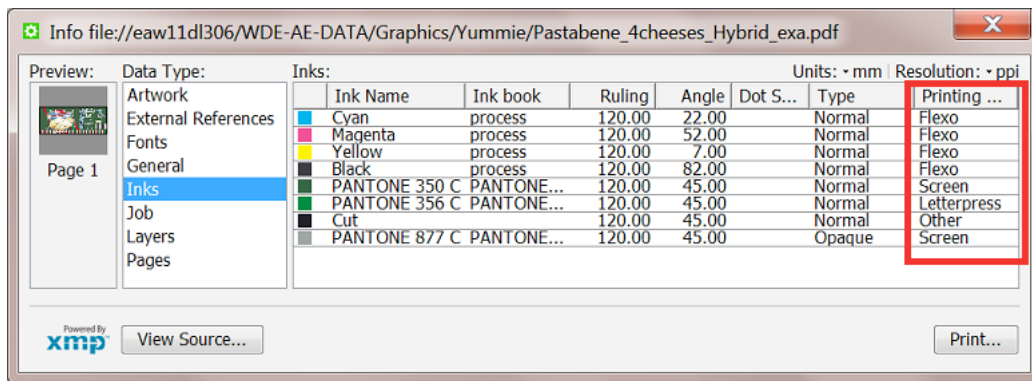 Info file://eaw11dl306/WDE-AE-DATA/Graphics/Yummie/Pastabene_4cheeses_Hybrid_exa.pdf
Preview: Data Type: Inks: Units: mm Resolution: ppi
Page 1
Artwork
External References
Fonts
General
Inks
Job
Layers
Pages
Ink Name Ink book Ruling Angle Dot S... Type Printing ...
Cyan process 120.00 22.00 Normal Flexo
Magenta process 120.00 52.00 Normal Flexo
Yellow process 120.00 7.00 Normal Flexo
Black process 120.00 82.00 Normal Flexo
PANTONE 350 C PANTONE... 120.00 45.00 Normal Screen
PANTONE 356 C PANTONE... 120.00 45.00 Normal Letterpress
Cut 120.00 45.00 Normal Other
PANTONE 877 C PANTONE... 120.00 45.00 Opaque Screen
Powered By
xmp View Source... Print...